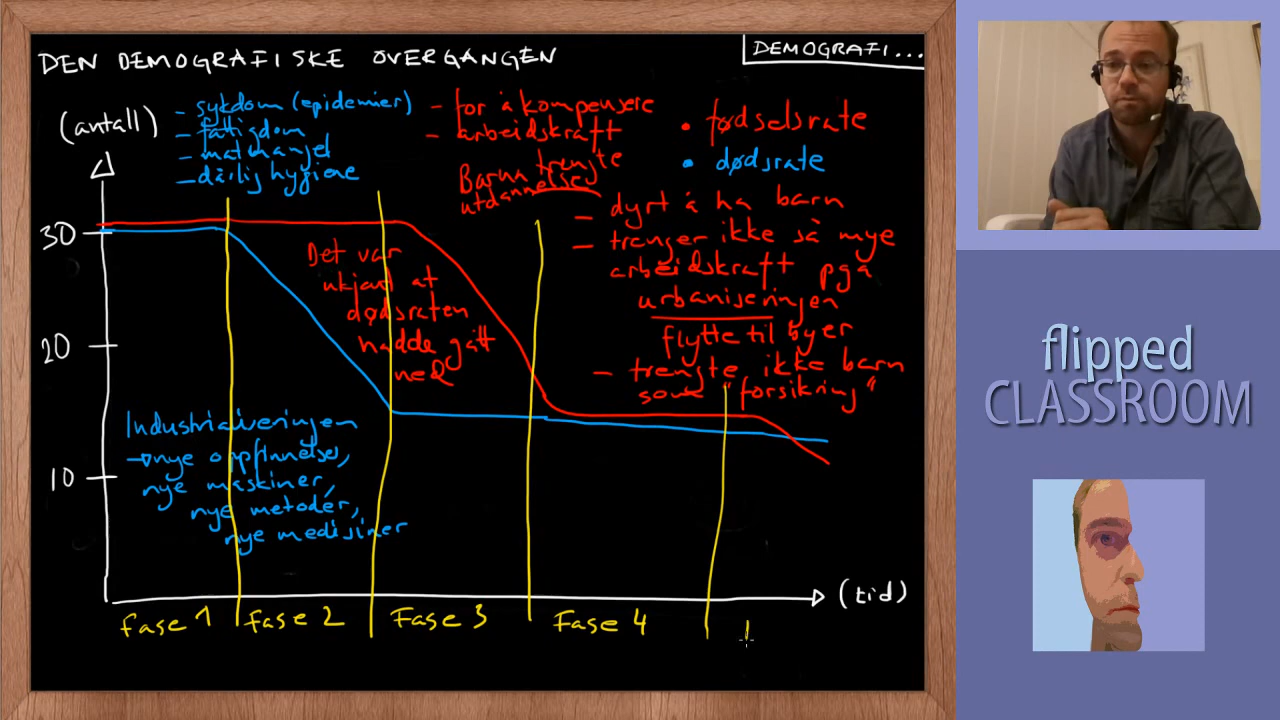 DEN DEMOGRAFISKE OVERGANGEN
DEMOGRAFI...
(antall)
- sykdom (epidemier)
- fattigdom
- matmangel
- dårlig hygiene
- for å kompensere
- arbeidskraft
Barna trengte
utdannelse
• fødselsrate
• dødsrate
- dyrt å ha barn
- trenger ikke så mye
arbeidskraft pga
urbaniseringen
flytte til byer
- trengte ikke barn
som "forsikring"
30
20
10
Det var
ukjent at
dødsraten
hadde gått
ned
Industrialiseringen
nye oppfinnelser,
nye maskiner,
nye metoder,
nye medisiner
(tid)
Fase 1
Fase 2
Fase 3
Fase 4
flipped
CLASSROOM